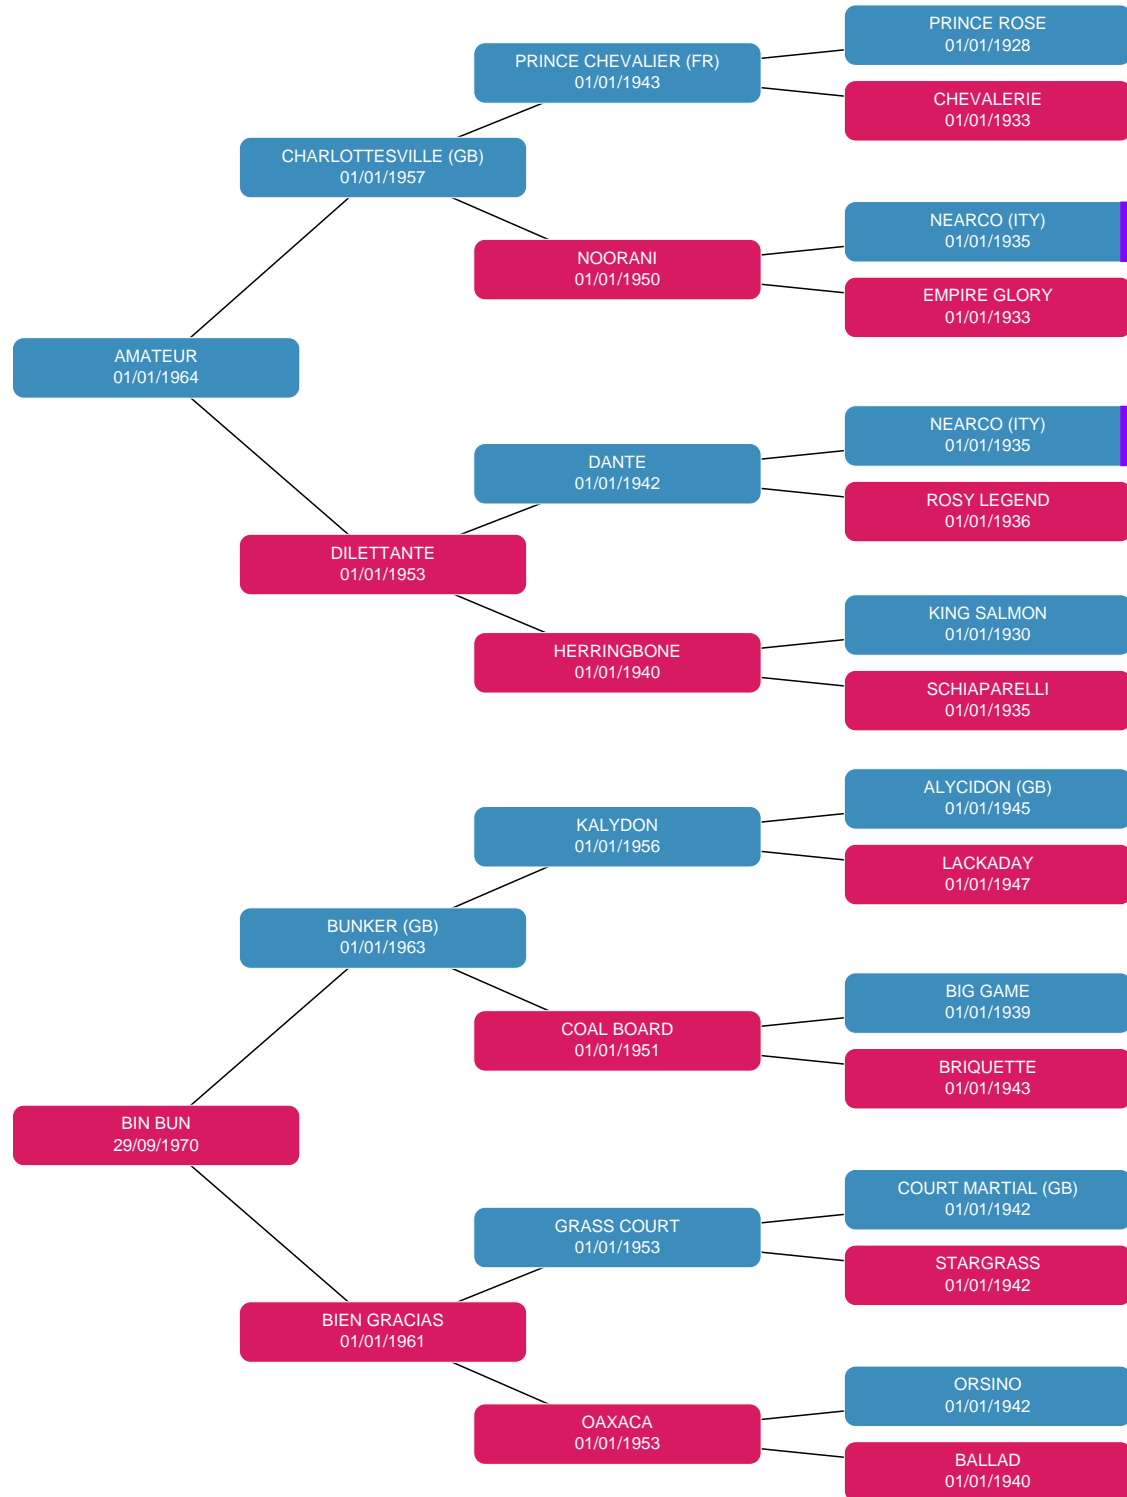 PRINCE ROSE
01/01/1928
PRINCE CHEVALIER (FR)
01/01/1943
CHEVALERIE
01/01/1933
CHARLOTTESVILLE (GB)
01/01/1957
NEARCO (ITY)
01/01/1935
NOORANI
01/01/1950
EMPIRE GLORY
01/01/1933
AMATEUR
01/01/1964
NEARCO (ITY)
01/01/1935
DANTE
01/01/1942
ROSY LEGEND
01/01/1936
DILETTANTE
01/01/1953
KING SALMON
01/01/1930
HERRINGBONE
01/01/1940
SCHIAPARELLI
01/01/1935
ALYCIDON (GB)
01/01/1945
KALYDON
01/01/1956
LACKADAY
01/01/1947
BUNKER (GB)
01/01/1963
BIG GAME
01/01/1939
COAL BOARD
01/01/1951
BRIQUETTE
01/01/1943
BIN BUN
29/09/1970
COURT MARTIAL (GB)
01/01/1942
GRASS COURT
01/01/1953
STARGRASS
01/01/1942
BIEN GRACIAS
01/01/1961
ORSINO
01/01/1942
OAXACA
01/01/1953
BALLAD
01/01/1940